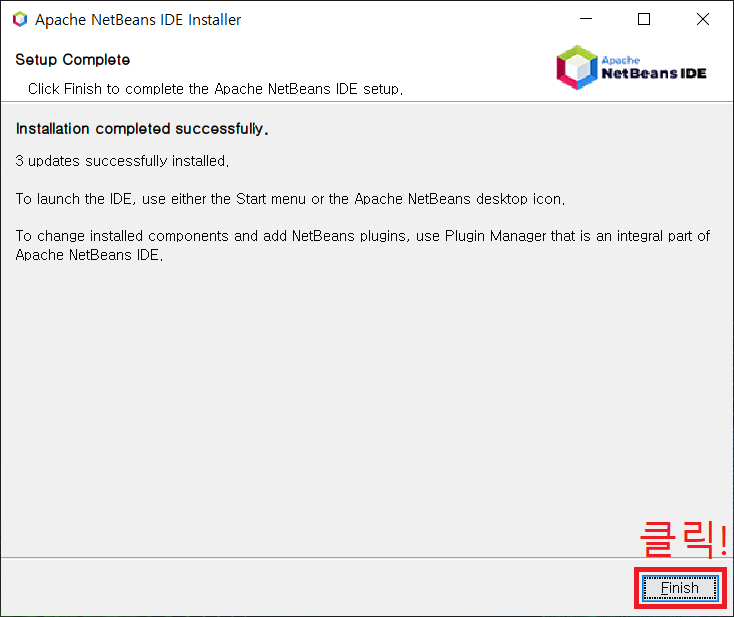 Apache NetBeans IDE Installer
Setup Complete
Click Finish to complete the Apache NetBeans IDE setup.
Apache
NetBeans IDE
Installation completed successfully.
3 updates successfully installed.
To launch the IDE, use either the Start menu or the Apache NetBeans desktop icon.
To change installed components and add NetBeans plugins, use Plugin Manager that is an integral part of
Apache NetBeans IDE.
클릭!
Finish